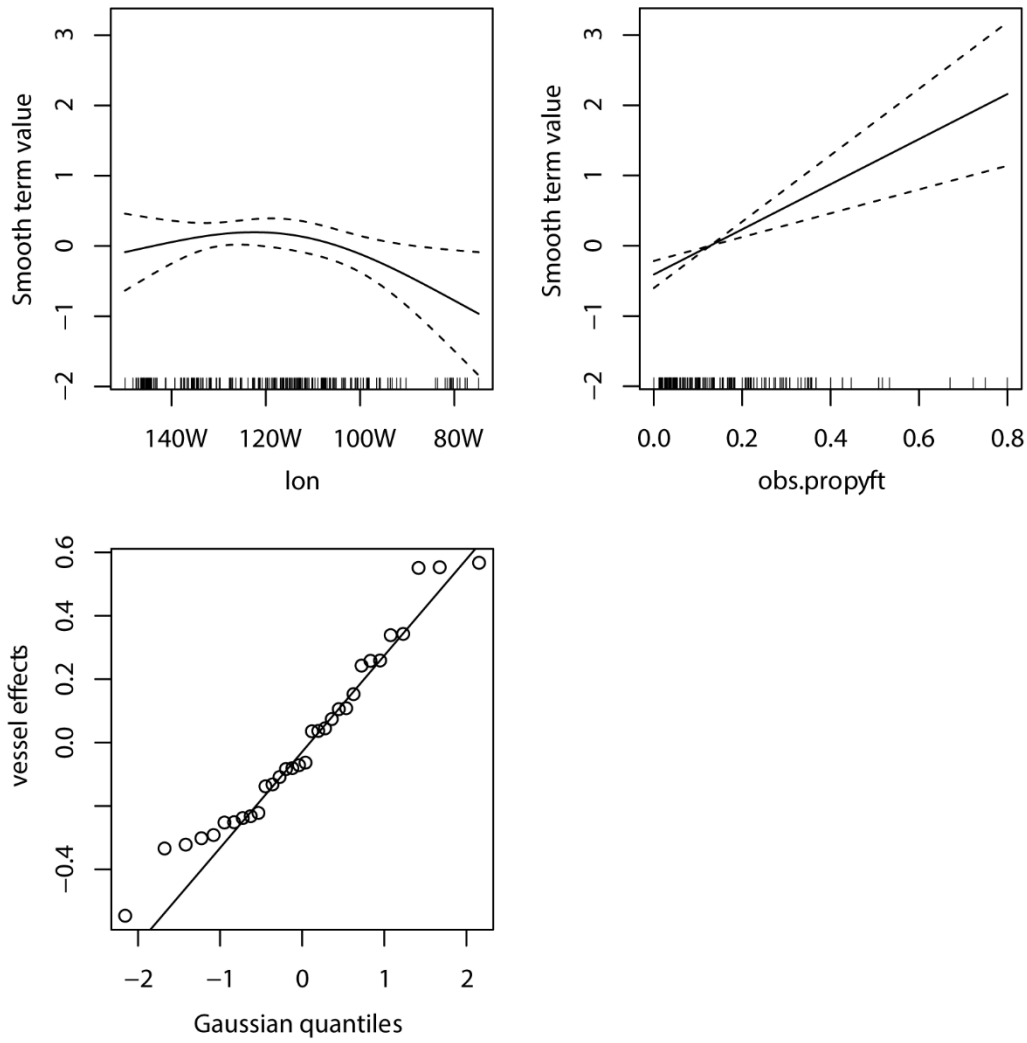 Smooth term value
3
2
1
0
−1
−2
140W 120W 100W 80W
lon
Smooth term value
3
2
1
0
−1
−2
0.0 0.2 0.4 0.6 0.8
obs.propyft
vessel effects
0.6
0.4
0.2
0.0
−0.4
−2 −1 0 1 2
Gaussian quantiles